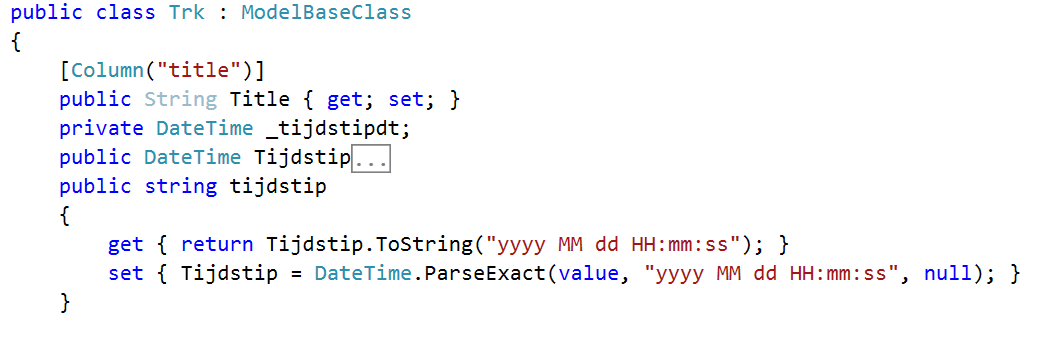 public class Trk : ModelBaseClass
{
    [Column("title")]
    public String Title { get; set; }
    private DateTime _tijdstipdt;
    public DateTime Tijdstip...
    public string tijdstip
    {
        get { return Tijdstip.ToString("yyyy MM dd HH:mm:ss"); }
        set { Tijdstip = DateTime.ParseExact(value, "yyyy MM dd HH:mm:ss", null); }
    }